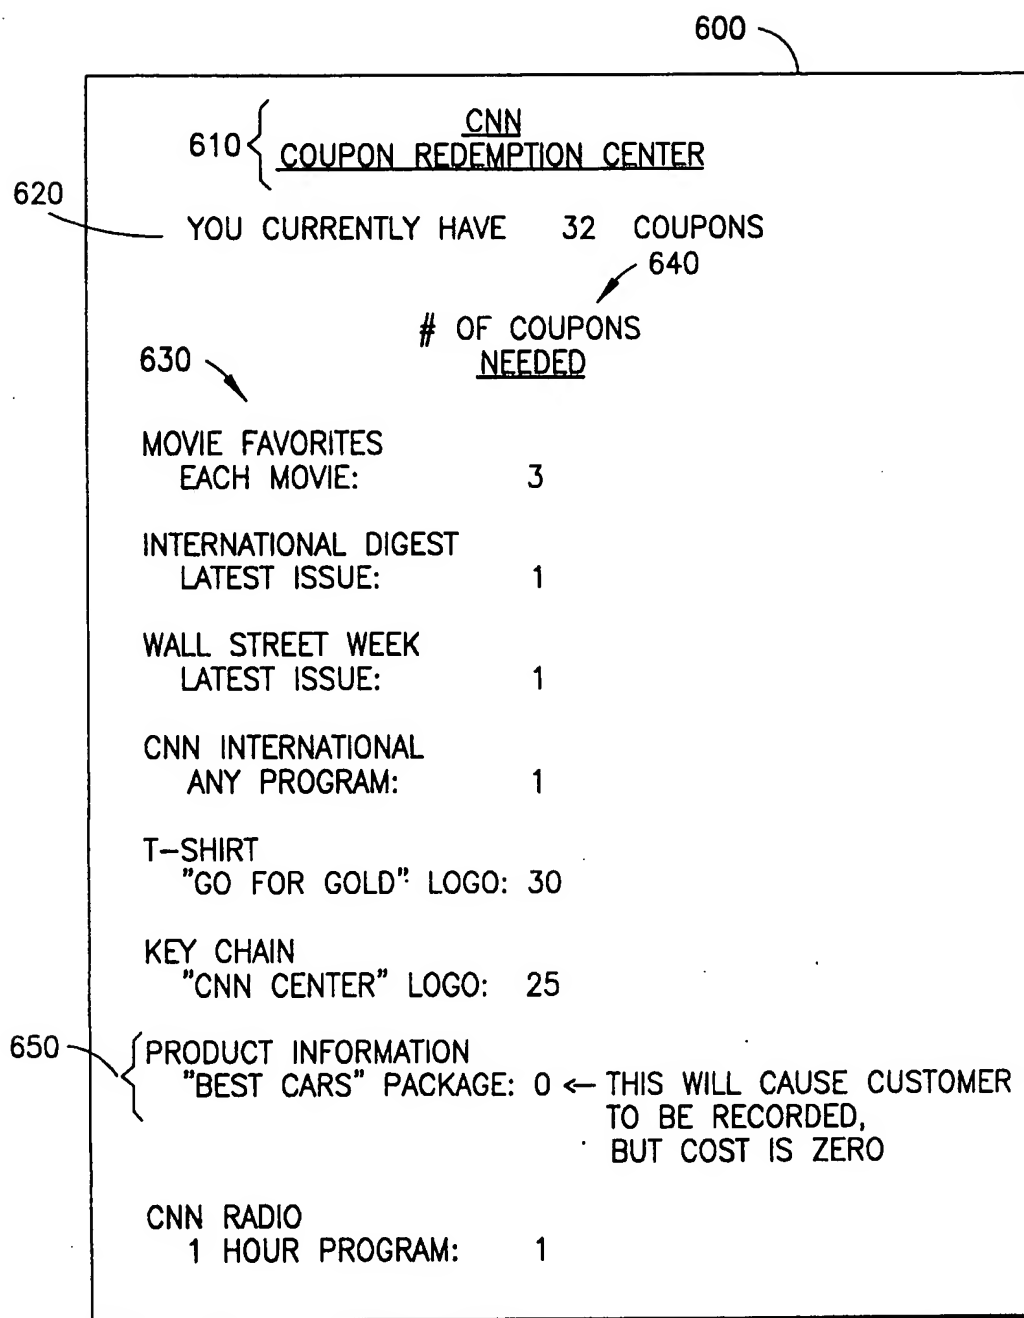 600
610 CNN
COUPON REDEMPTION CENTER
620
YOU CURRENTLY HAVE 32 COUPONS
640
# OF COUPONS
NEEDED
630
MOVIE FAVORITES
EACH MOVIE: 3
INTERNATIONAL DIGEST
LATEST ISSUE: 1
WALL STREET WEEK
LATEST ISSUE: 1
CNN INTERNATIONAL
ANY PROGRAM: 1
T-SHIRT
"GO FOR GOLD" LOGO: 30
KEY CHAIN
"CNN CENTER" LOGO: 25
650 PRODUCT INFORMATION
"BEST CARS" PACKAGE: 0 ← THIS WILL CAUSE CUSTOMER
TO BE RECORDED,
BUT COST IS ZERO
CNN RADIO
1 HOUR PROGRAM: 1